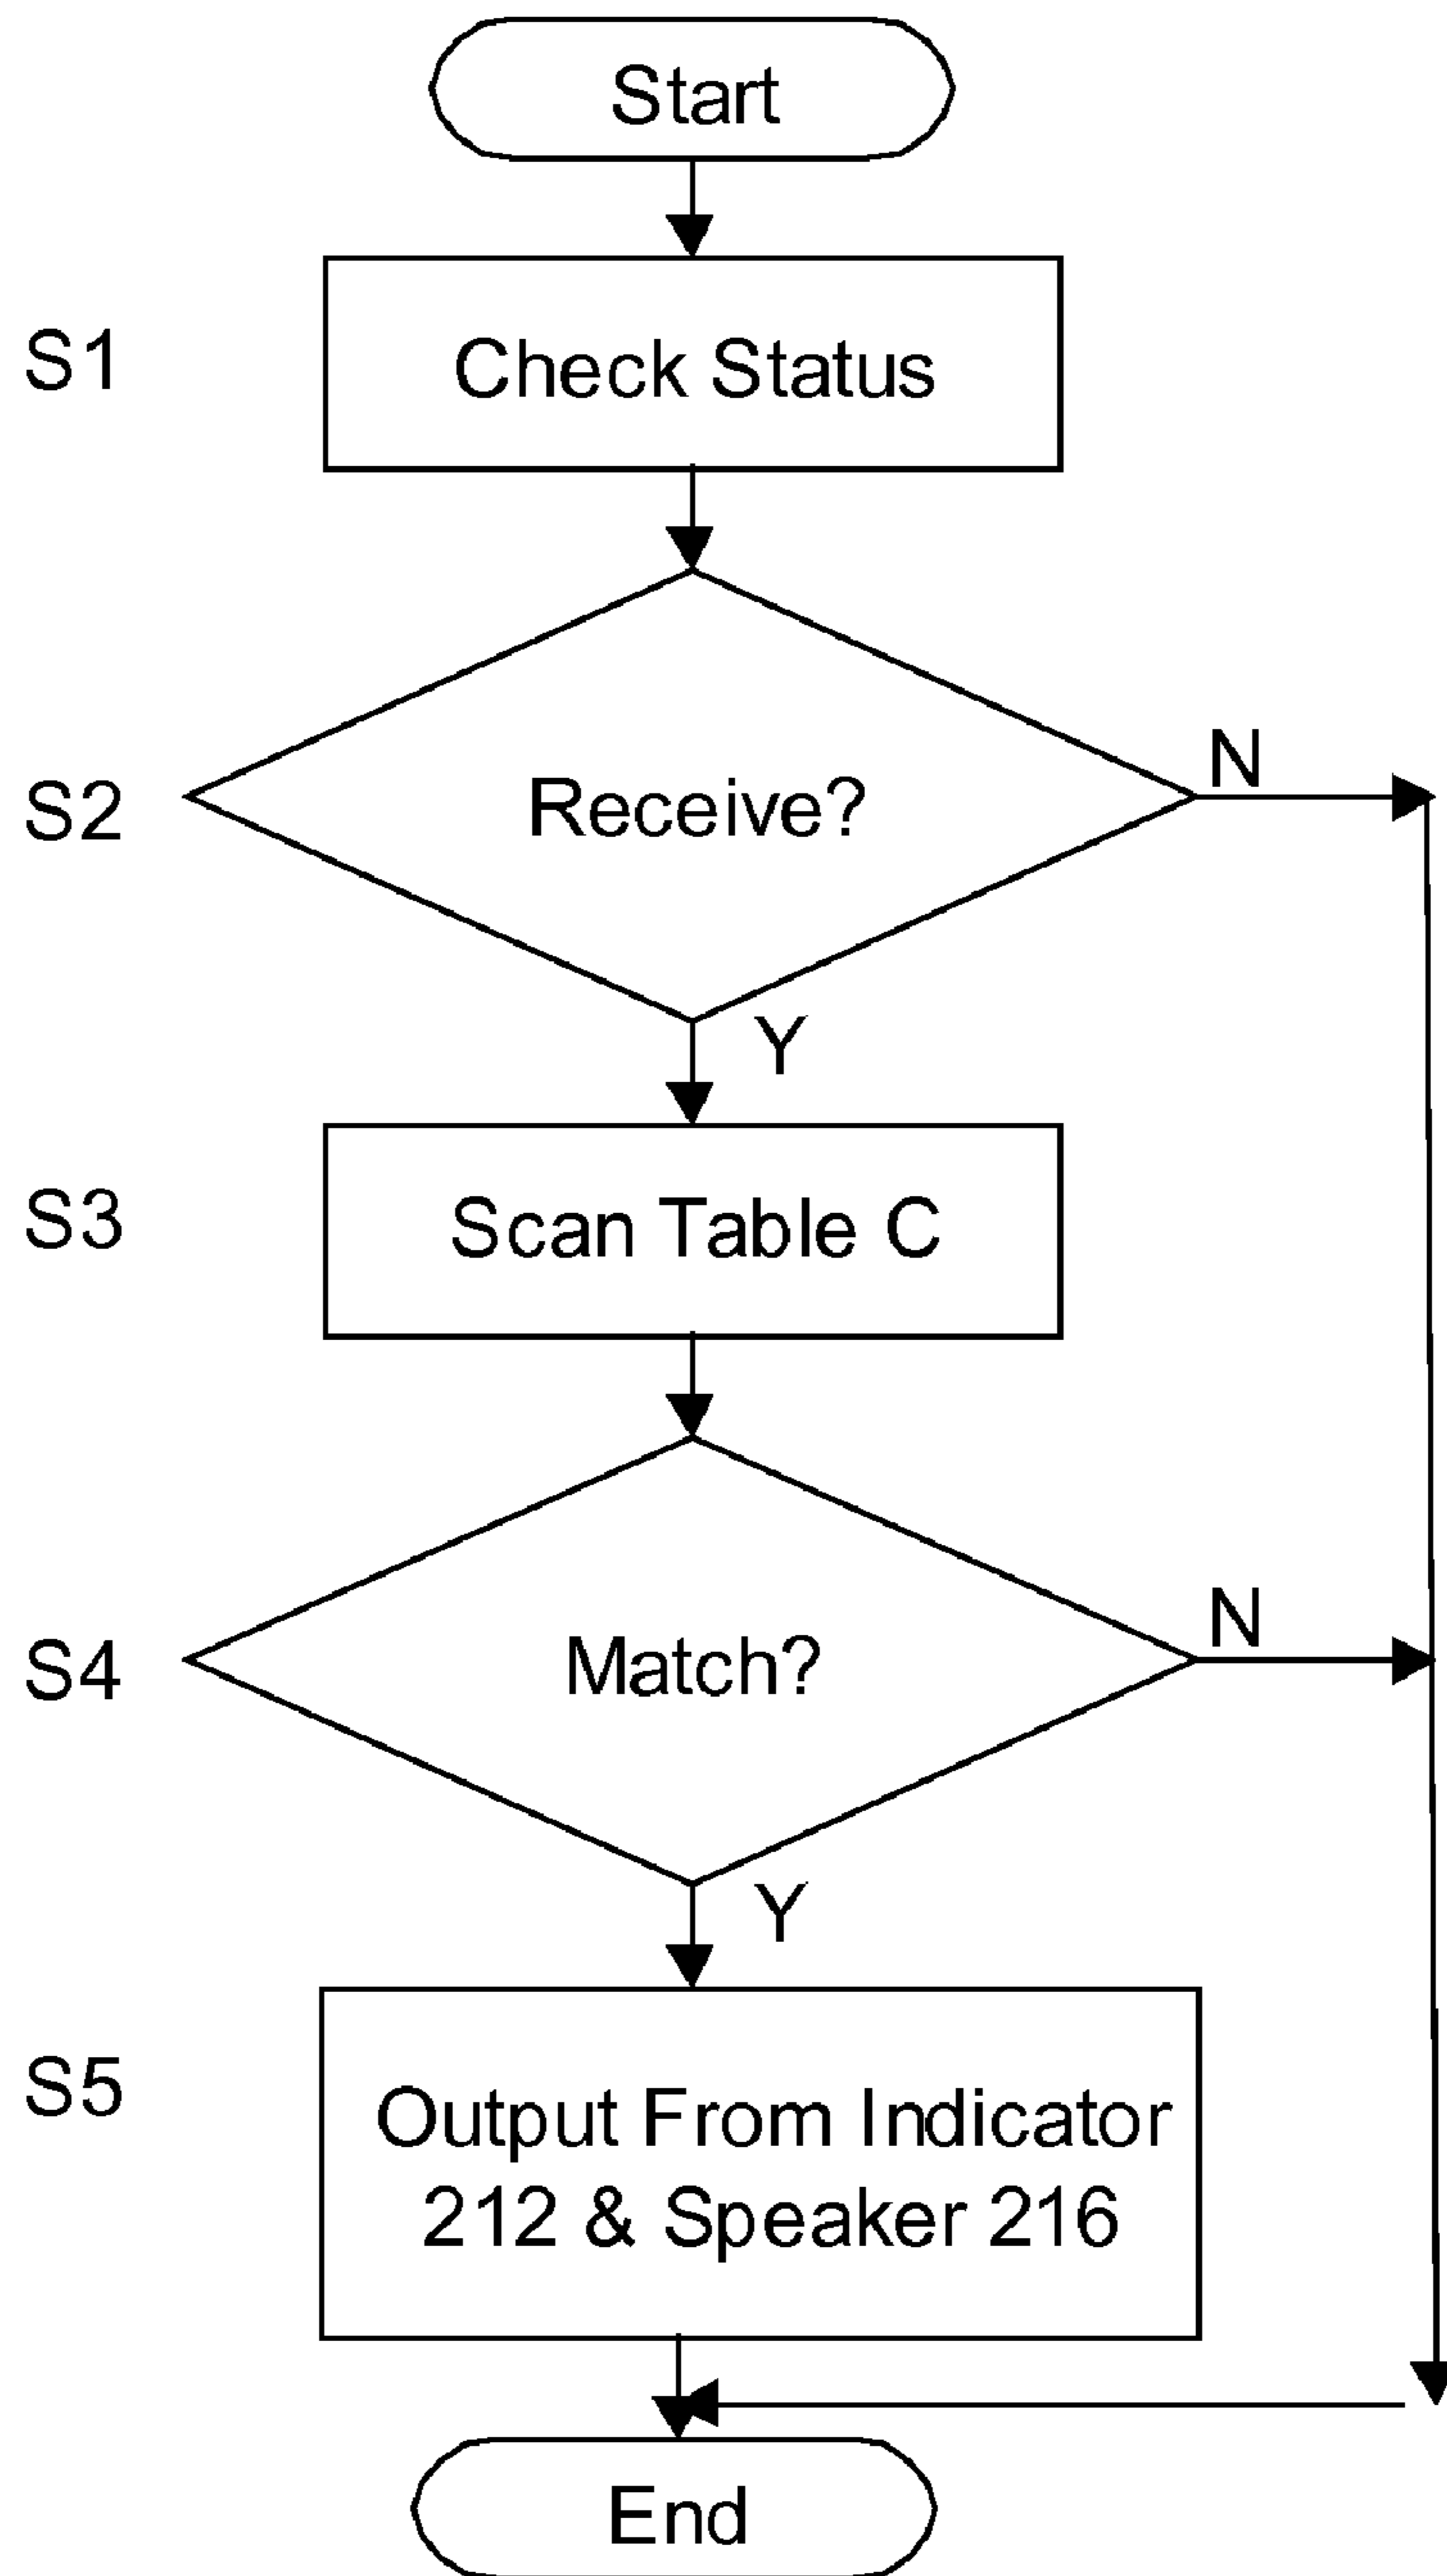 Start
S1
Check Status
S2
Receive?
N
Y
S3
Scan Table C
S4
Match?
N
Y
S5
Output From Indicator
212 & Speaker 216
End